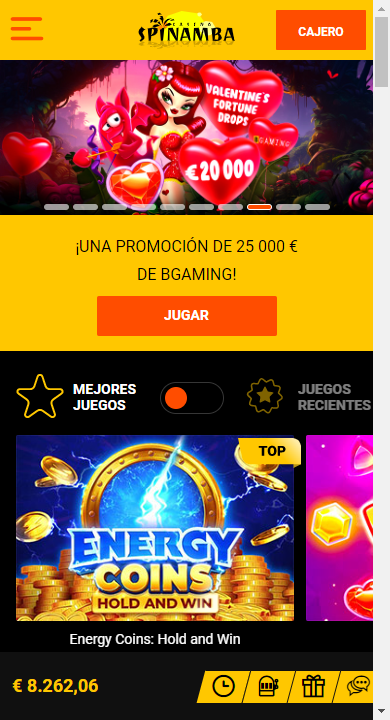 CASINO
SPINAMBA
CAJERO
VALENTINE'S
FORTUNE
DROPS
BGAMING
€20 000
¡UNA PROMOCIÓN DE 25 000 €
DE BGAMING!
JUGAR
MEJORES
JUEGOS
JUEGOS
RECIENTES
TOP
ENERGY
COINS
HOLD AND WIN
Energy Coins: Hold and Win
€ 8.262,06